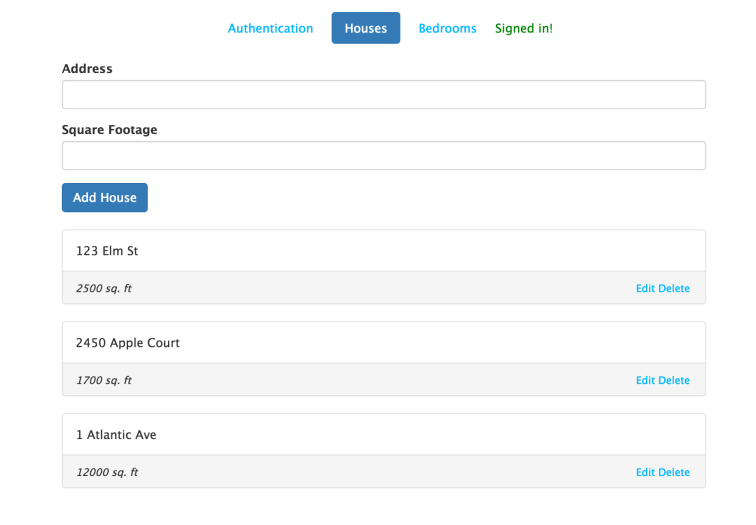 Authentication Houses Bedrooms Signed in!
Address
Square Footage
Add House
123 Elm St
2500 sq. ft Edit Delete
2450 Apple Court
1700 sq. ft Edit Delete
1 Atlantic Ave
12000 sq. ft Edit Delete